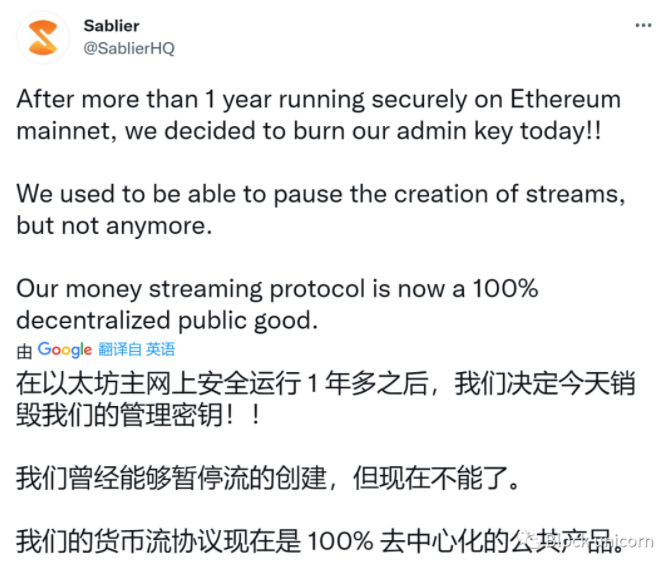 Sablier
@SablierHQ
After more than 1 year running securely on Ethereum
mainnet, we decided to burn our admin key today!!
We used to be able to pause the creation of streams,
but not anymore.
Our money streaming protocol is now a 100%
decentralized public good.
由 Google 翻译自 英语
在以太坊主网上安全运行 1 年多之后，我们决定今天销
毁我们的管理密钥！！
我们曾经能够暂停流的创建，但现在不能了。
我们的货币流协议现在是 100% 去中心化的公共产品。
Block unicorn